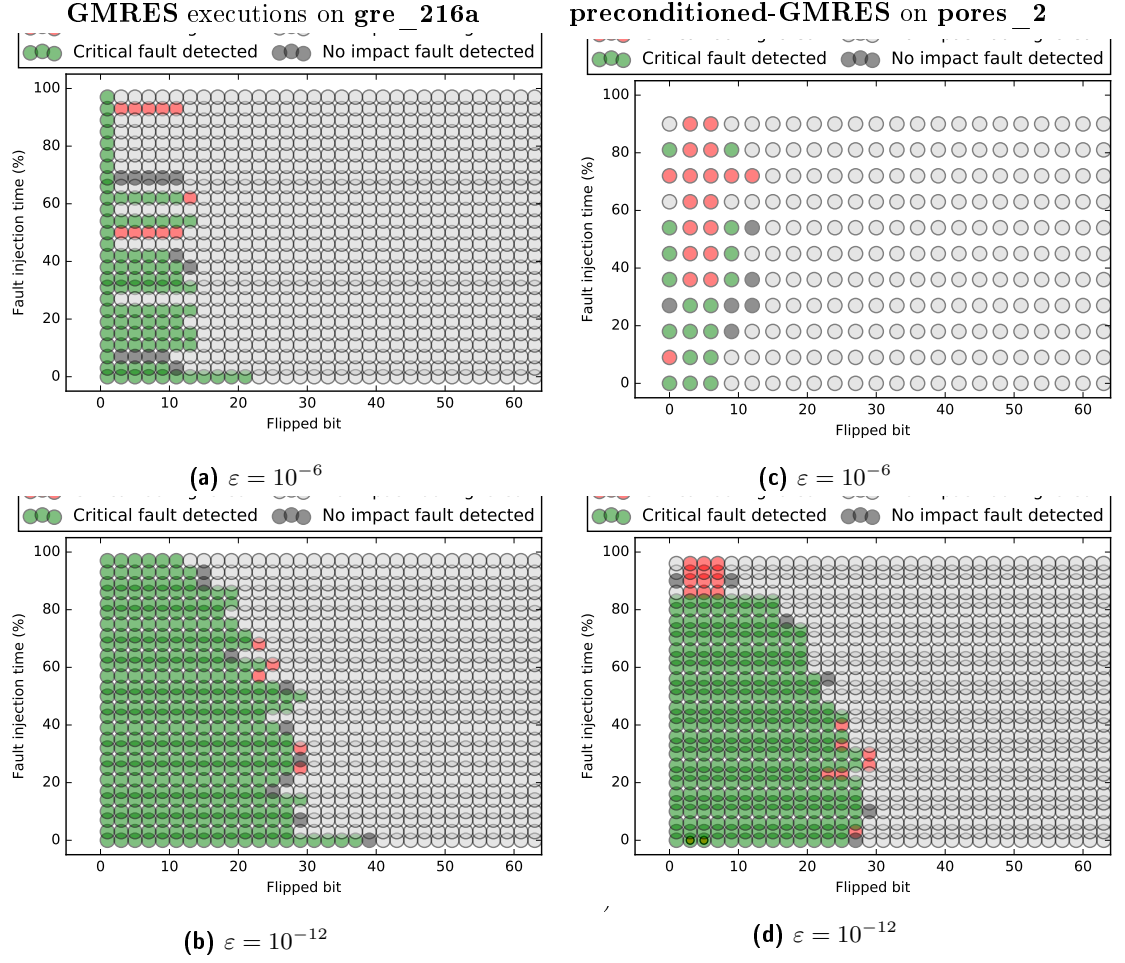 GMRES executions on gre_216a
preconditioned-GMRES on pores_2
Critical fault detected
No impact fault detected
100
80
60
40
20
0
Fault injection time (%)
0 10 20 30 40 50 60
Flipped bit
(a) ε = 10⁻⁶
Critical fault detected
No impact fault detected
100
80
60
40
20
0
Fault injection time (%)
0 10 20 30 40 50 60
Flipped bit
(c) ε = 10⁻⁶
Critical fault detected
No impact fault detected
100
80
60
40
20
0
Fault injection time (%)
0 10 20 30 40 50 60
Flipped bit
(b) ε = 10⁻¹²
Critical fault detected
No impact fault detected
100
80
60
40
20
0
Fault injection time (%)
0 10 20 30 40 50 60
Flipped bit
,
(d) ε = 10⁻¹²